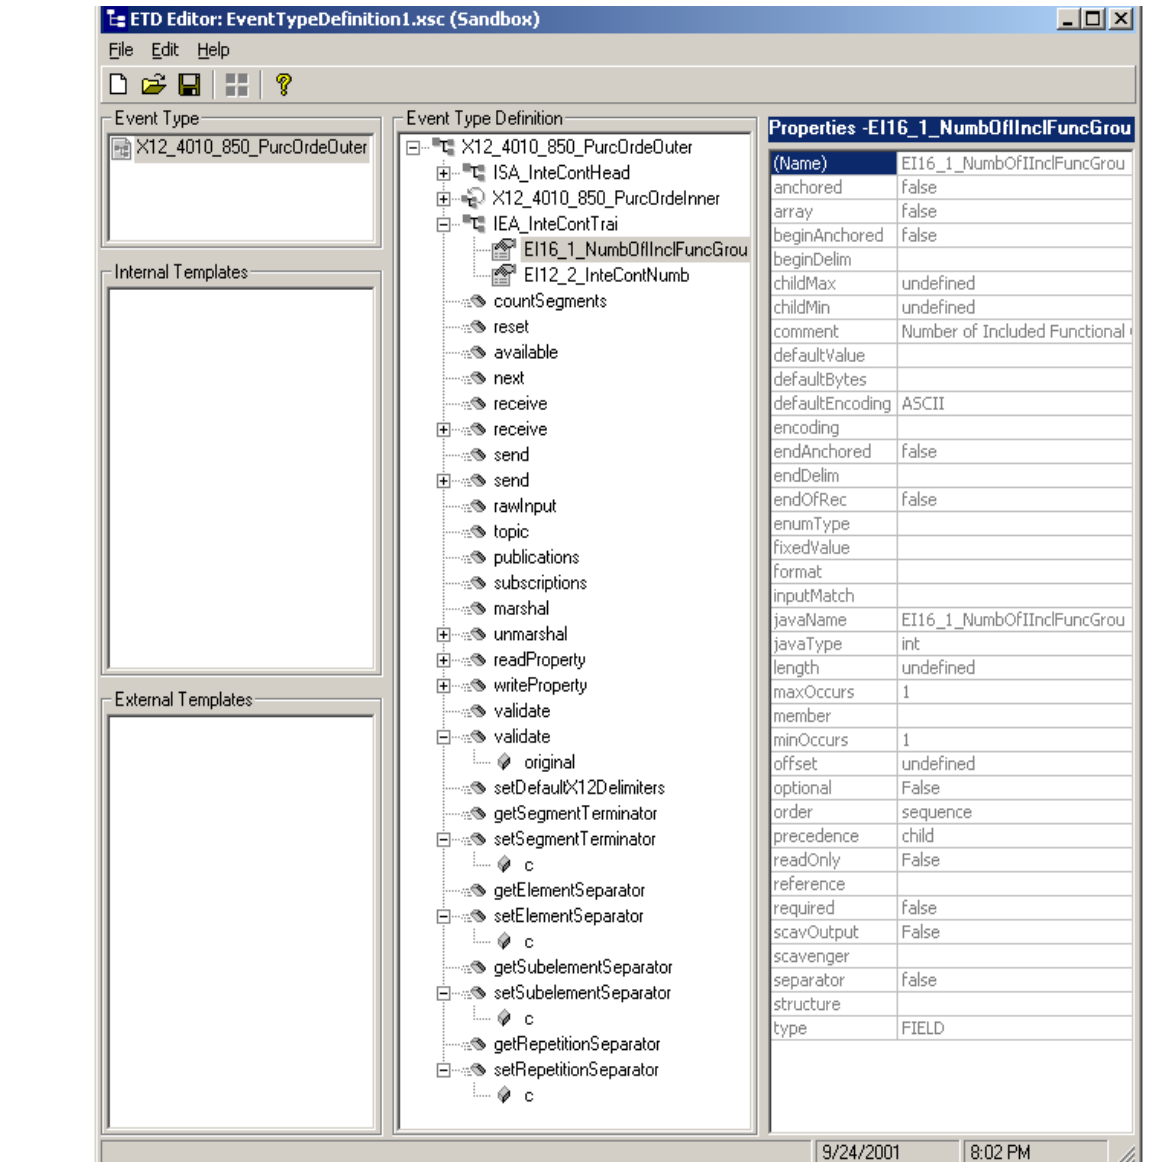 ETD Editor: EventTypeDefinition1.xsc (Sandbox)
File Edit Help
Event Type
X12_4010_850_PurcOrdeOuter
Internal Templates
External Templates
Event Type Definition
X12_4010_850_PurcOrdeOuter
ISA_InteContHead
X12_4010_850_PurcOrdeInner
IEA_InteContTrai
EI16_1_NumbOfIInclFuncGrou
EI12_2_InteContNumb
countSegments
reset
available
next
receive
receive
send
send
rawInput
topic
publications
subscriptions
marshal
unmarshal
readProperty
writeProperty
validate
validate
original
setDefaultX12Delimiters
getSegmentTerminator
setSegmentTerminator
c
getElementSeparator
setElementSeparator
c
getSubelementSeparator
setSubelementSeparator
c
getRepetitionSeparator
setRepetitionSeparator
c
Properties -EI16_1_NumbOfIInclFuncGrou
(Name) EI16_1_NumbOfIInclFuncGrou
anchored false
array false
beginAnchored false
beginDelim
childMax undefined
childMin undefined
comment Number of Included Functional
defaultValue
defaultBytes
defaultEncoding ASCII
encoding
endAnchored false
endDelim
endOfRec false
enumType
fixedValue
format
inputMatch
javaName EI16_1_NumbOfIInclFuncGrou
javaType int
length undefined
maxOccurs 1
member
minOccurs 1
offset undefined
optional False
order sequence
precedence child
readOnly False
reference
required false
scavOutput False
scavenger
separator false
structure
type FIELD
9/24/2001 8:02 PM